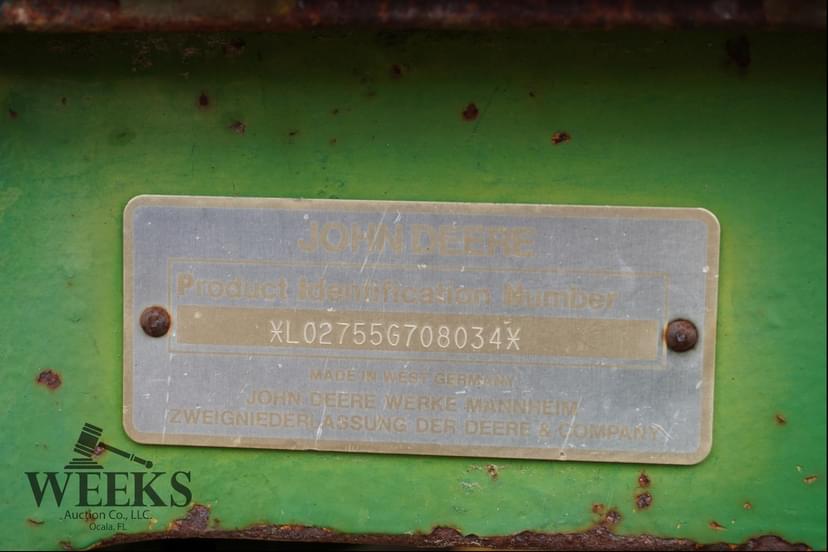 JOHN DEERE
Product Identification Number
*L02755G708034*
MADE IN WEST GERMANY
JOHN DEERE WERKE MANNHEIM
ZWEIGNIEDERLASSUNG DER DEERE & COMPANY
WEEKS
Auction Co., LLC.
Ocala, FL